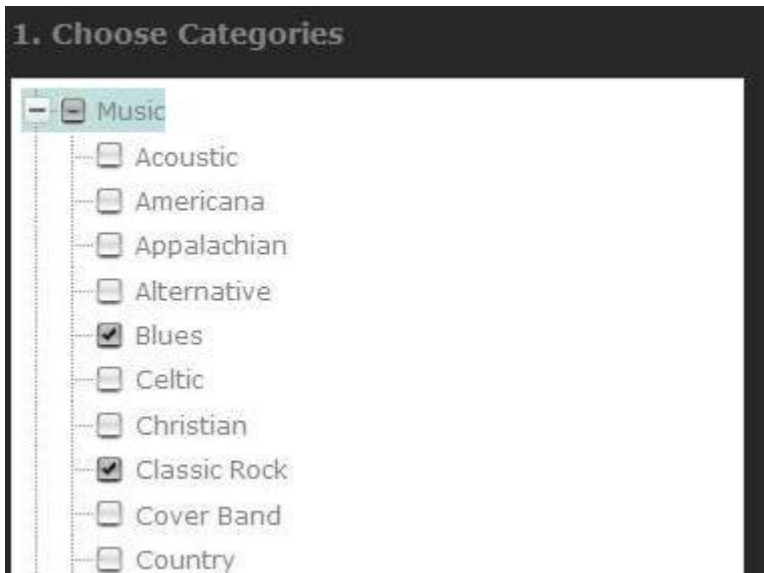 1. Choose Categories
Music
Acoustic
Americana
Appalachian
Alternative
Blues
Celtic
Christian
Classic Rock
Cover Band
Country